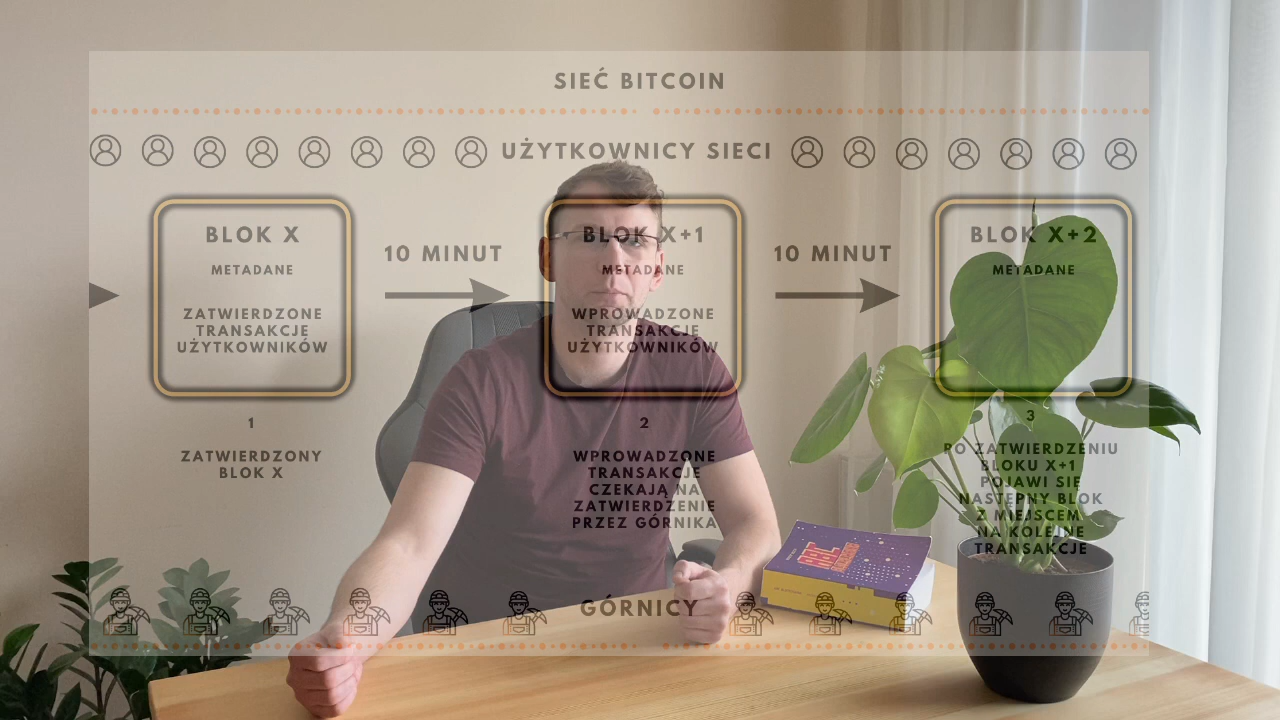 SIEĆ BITCOIN
UŻYTKOWNICY SIECI
BLOK X
METADANE
ZATWIERDZONE
TRANSAKCJE
UŻYTKOWNIKÓW
10 MINUT
BLOK X+1
METADANE
WPROWADZONE
TRANSAKCJE
UŻYTKOWNIKÓW
10 MINUT
BLOK X+2
METADANE
1
ZATWIERDZONY
BLOK X
2
WPROWADZONE
TRANSAKCJE
CZEKAJĄ NA
ZATWIERDZENIE
PRZEZ GÓRNIKA
3
PO ZATWIERDZENIU
BLOKU X+1
POJAWI SIĘ
NASTĘPNY BLOK
Z MIEJSCEM
NA KOLEJNE
TRANSAKCJE
ABC
GÓRNICY